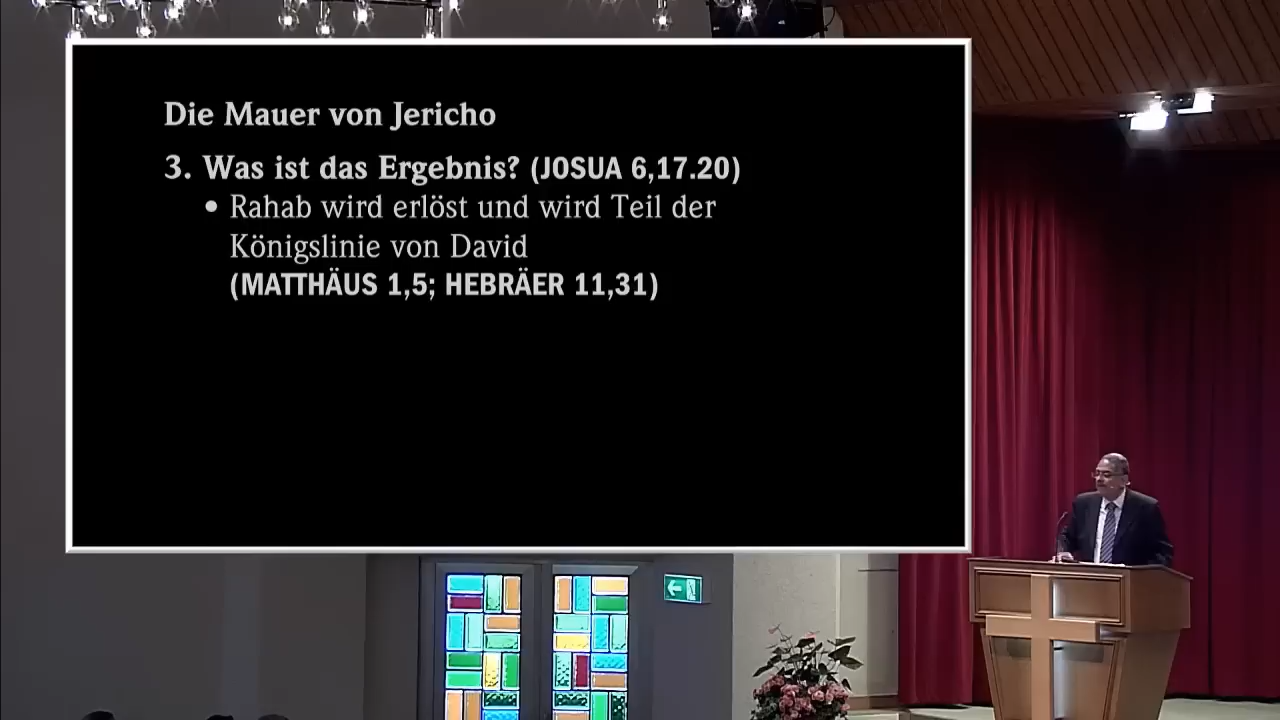 Die Mauer von Jericho
3. Was ist das Ergebnis? (JOSUA 6,17.20)
• Rahab wird erlöst und wird Teil der
Königslinie von David
(MATTHÄUS 1,5; HEBRÄER 11,31)